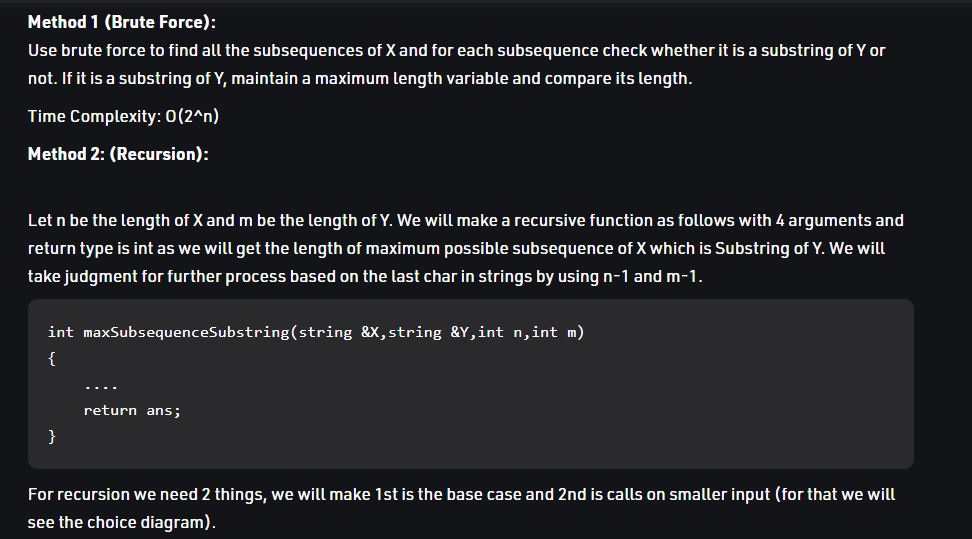 Method 1 (Brute Force):
Use brute force to find all the subsequences of X and for each subsequence check whether it is a substring of Y or
not. If it is a substring of Y, maintain a maximum length variable and compare its length.
Time Complexity: O(2^n)
Method 2: (Recursion):
Let n be the length of X and m be the length of Y. We will make a recursive function as follows with 4 arguments and
return type is int as we will get the length of maximum possible subsequence of X which is Substring of Y. We will
take judgment for further process based on the last char in strings by using n-1 and m-1.
int maxSubsequenceSubstring(string &X,string &Y,int n,int m)
{
    ....
    return ans;
}
For recursion we need 2 things, we will make 1st is the base case and 2nd is calls on smaller input (for that we will
see the choice diagram).